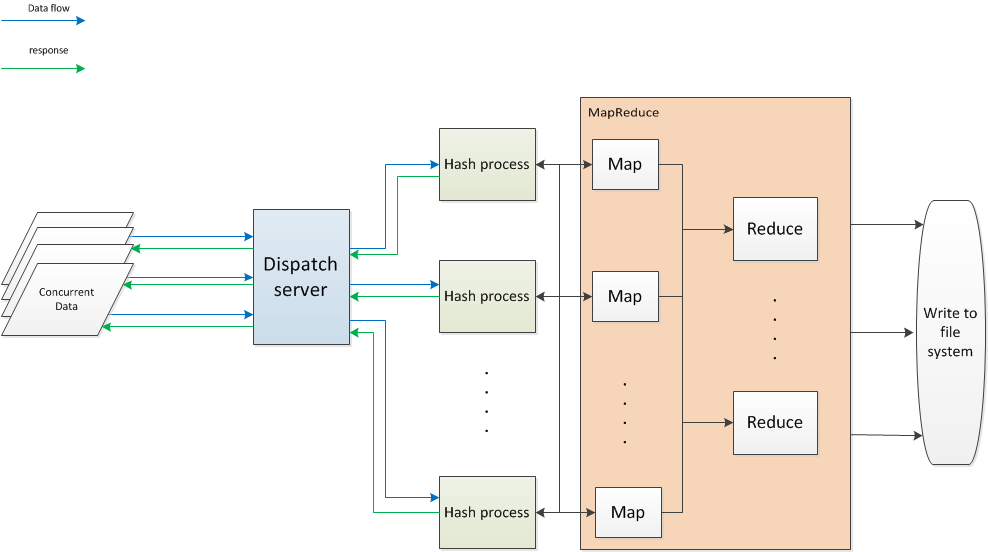 Data flow
response
MapReduce
Hash process
Map
Reduce
Dispatch
server
Concurrent
Data
Hash process
Map
Write to
file
system
Reduce
Hash process
Map